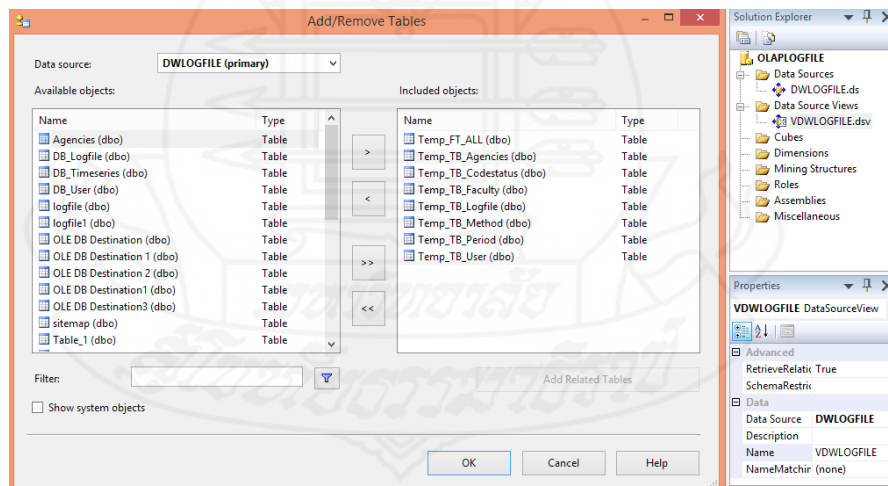 Add/Remove Tables
Data source: DWLOGFILE (primary)
Available objects:
Name Type
Agencies (dbo) Table
DB_Logfile (dbo) Table
DB_Timeseries (dbo) Table
DB_User (dbo) Table
logfile (dbo) Table
logfile1 (dbo) Table
OLE DB Destination (dbo) Table
OLE DB Destination 1 (dbo) Table
OLE DB Destination 2 (dbo) Table
OLE DB Destination1 (dbo) Table
OLE DB Destination3 (dbo) Table
sitemap (dbo) Table
Table_1 (dbo) Table
>
<
>>
<<
Included objects:
Name Type
Temp_FT_ALL (dbo) Table
Temp_TB_Agencies (dbo) Table
Temp_TB_Codestatus (dbo) Table
Temp_TB_Faculty (dbo) Table
Temp_TB_Logfile (dbo) Table
Temp_TB_Method (dbo) Table
Temp_TB_Period (dbo) Table
Temp_TB_User (dbo) Table
Filter:
Add Related Tables
Show system objects
OK Cancel Help
Solution Explorer
OLAPLOGFILE
Data Sources
DWLOGFILE.ds
Data Source Views
VDWLOGFILE.dsv
Cubes
Dimensions
Mining Structures
Roles
Assemblies
Miscellaneous
Properties
VDWLOGFILE DataSourceView
Advanced
RetrieveRelatic True
SchemaRestric
Data
Data Source DWLOGFILE
Description
Name VDWLOGFILE
NameMatchir (none)